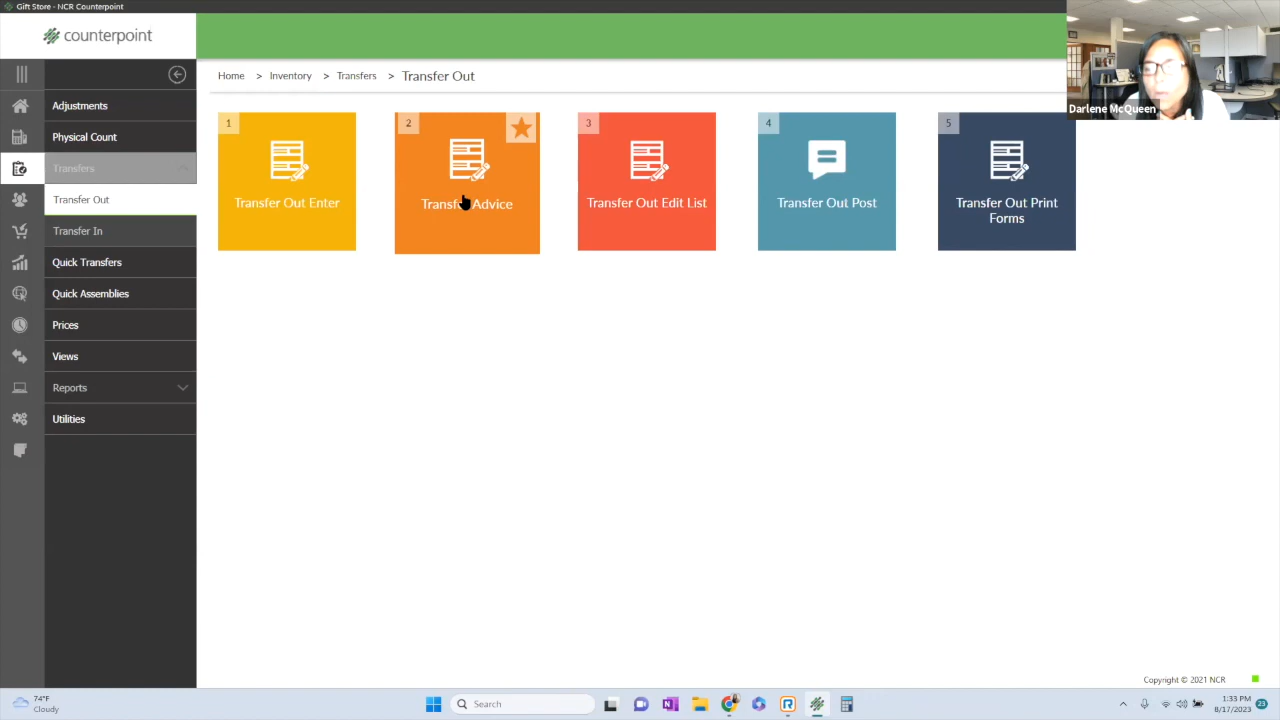 Gift Store - NCR Counterpoint
counterpoint
Home > Inventory > Transfers > Transfer Out
Darlene McQueen
Adjustments
Physical Count
Transfers
Transfer Out
Transfer In
Quick Transfers
Quick Assemblies
Prices
Views
Reports
Utilities
1
Transfer Out Enter
2
Transfer Advice
3
Transfer Out Edit List
4
Transfer Out Post
5
Transfer Out Print
Forms
Copyright © 2021 NCR
74°F
Cloudy
Search
1:33 PM
8/17/2023
23